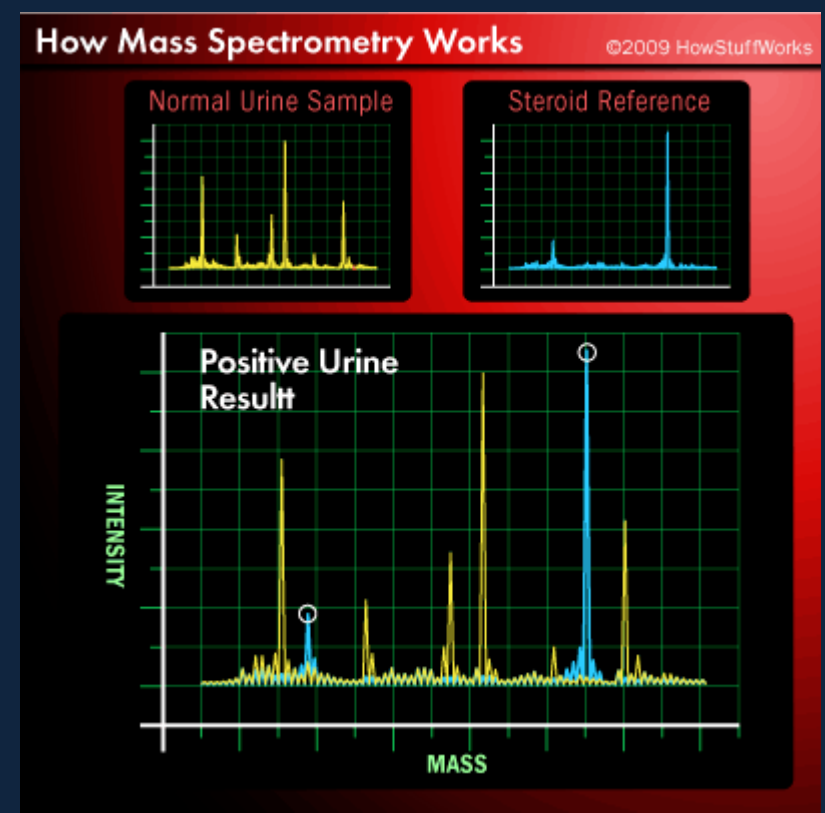 How Mass Spectrometry Works
©2009 HowStuffWorks
Normal Urine Sample
Steroid Reference
Positive Urine
Resultt
INTENSITY
MASS